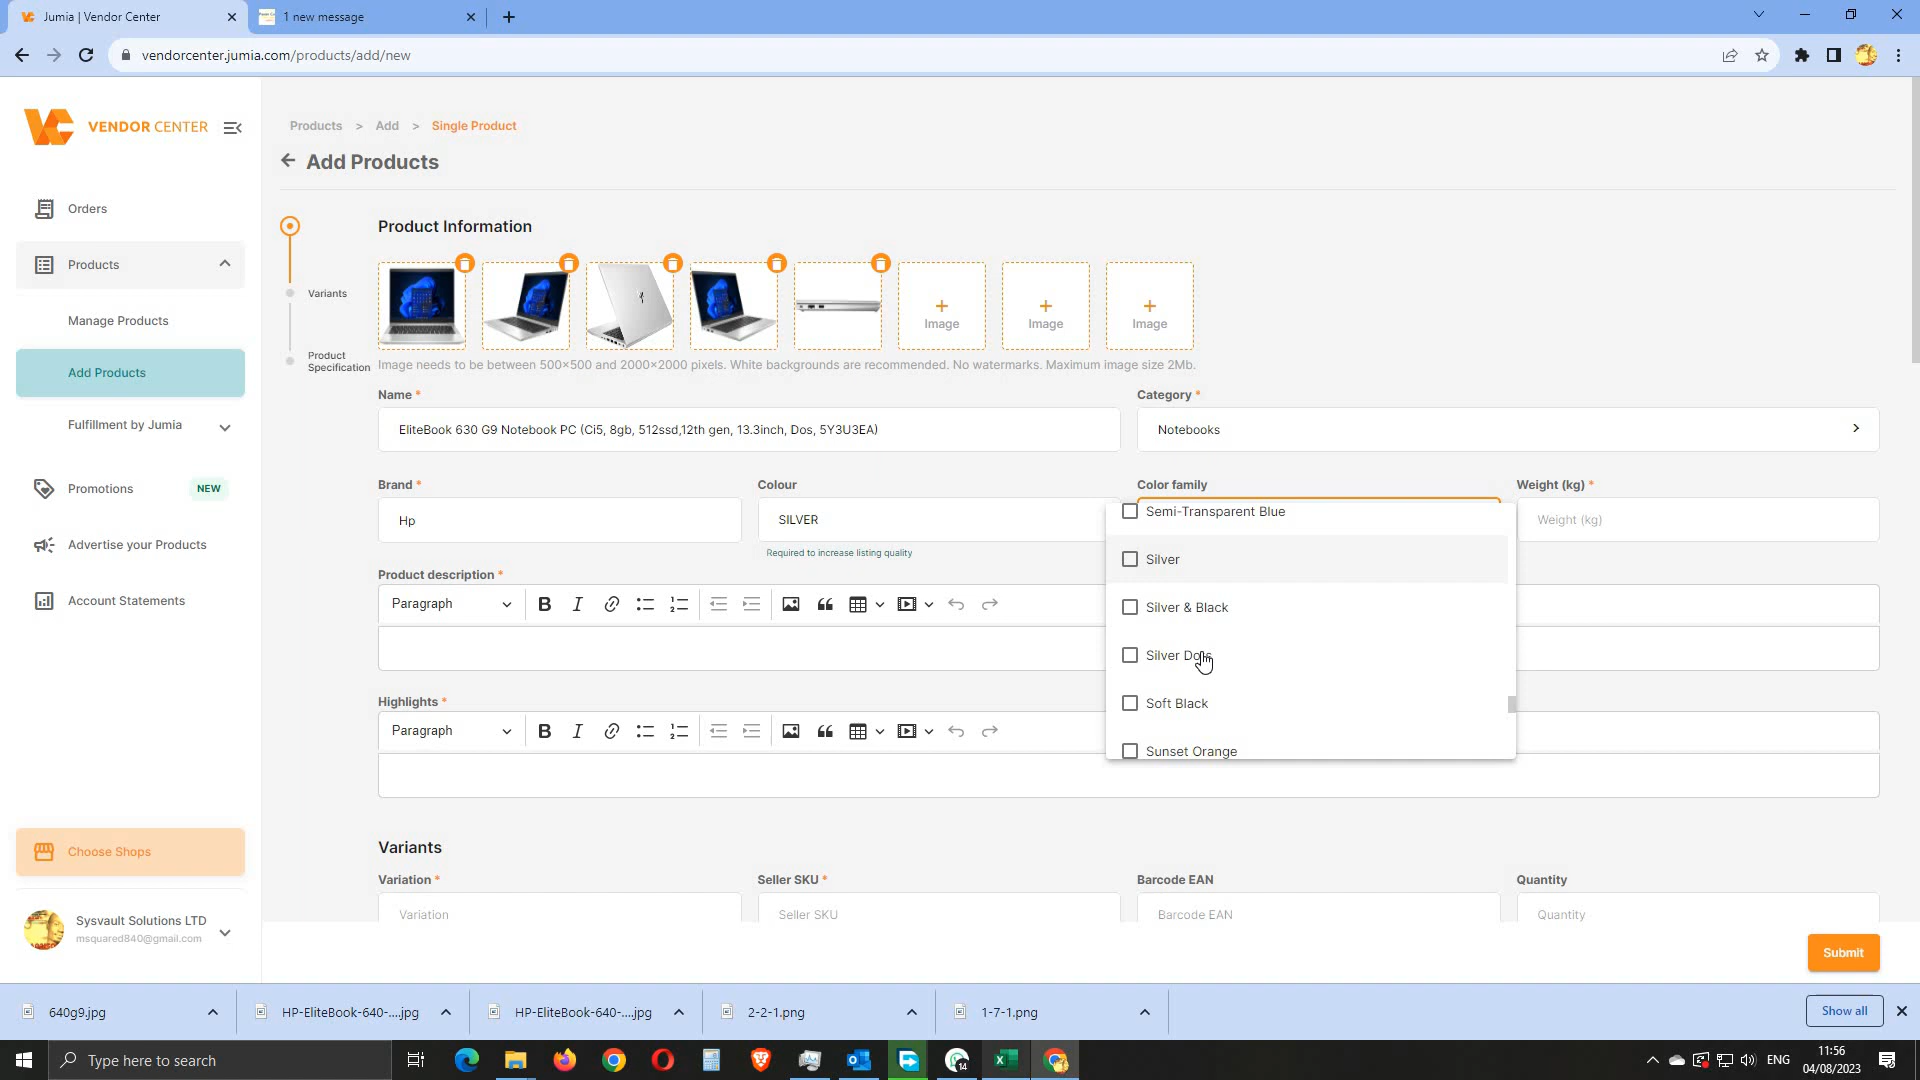 Jumia | Vendor Center
1 new message
vendorcenter.jumia.com/products/add/new
VENDOR CENTER
Products > Add > Single Product
Add Products
Orders
Products
Manage Products
Add Products
Fulfillment by Jumia
Promotions
NEW
Advertise your Products
Account Statements
Choose Shops
Sysvault Solutions LTD
msquared840@gmail.com
Product Information
Variants
Product
Specification
Image
Image
Image
Image needs to be between 500x500 and 2000x2000 pixels. White backgrounds are recommended. No watermarks. Maximum image size 2Mb.
Name *
Category *
EliteBook 630 G9 Notebook PC (Ci5, 8gb, 512ssd,12th gen, 13.3inch, Dos, 5Y3U3EA)
Notebooks
Brand *
Colour
Color family
Weight (kg) *
Hp
SILVER
Weight (kg)
Required to increase listing quality
Semi-Transparent Blue
Silver
Silver & Black
Silver Dots
Soft Black
Sunset Orange
Product description *
Paragraph
Highlights *
Paragraph
Variants
Variation *
Seller SKU *
Barcode EAN
Quantity
Variation
Seller SKU
Barcode EAN
Quantity
Submit
640g9.jpg
HP-EliteBook-640-....jpg
HP-EliteBook-640-....jpg
2-2-1.png
1-7-1.png
Show all
Type here to search
14
ENG
11:56
04/08/2023